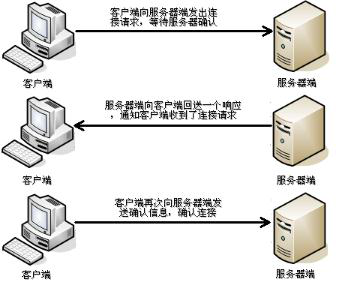 客户端向服务器端发出连
接请求，等待服务器确认
客户端
服务器端
服务器端向客户端回送一个响应
，通知客户端收到了连接请求
客户端
服务器端
客户端再次向服务器端发
送确认信息，确认连接
客户端
服务器端